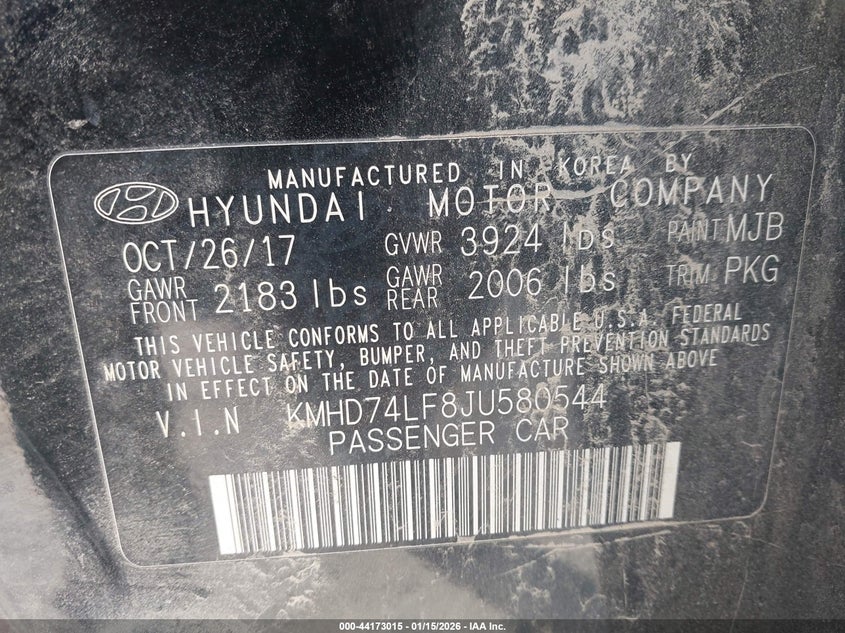 MANUFACTURED IN KOREA BY
HYUNDAI MOTOR COMPANY
OCT/26/17 GVWR 3924 lbs PAINT MJB
GAWR FRONT 2183 lbs GAWR REAR 2006 lbs TRIM PKG
THIS VEHICLE CONFORMS TO ALL APPLICABLE U.S.A. FEDERAL
MOTOR VEHICLE SAFETY, BUMPER, AND THEFT PREVENTION STANDARDS
IN EFFECT ON THE DATE OF MANUFACTURE SHOWN ABOVE
V.I.N KMHD74LF8JU580544
PASSENGER CAR
000-44173015 - 01/15/2026 - IAA Inc.